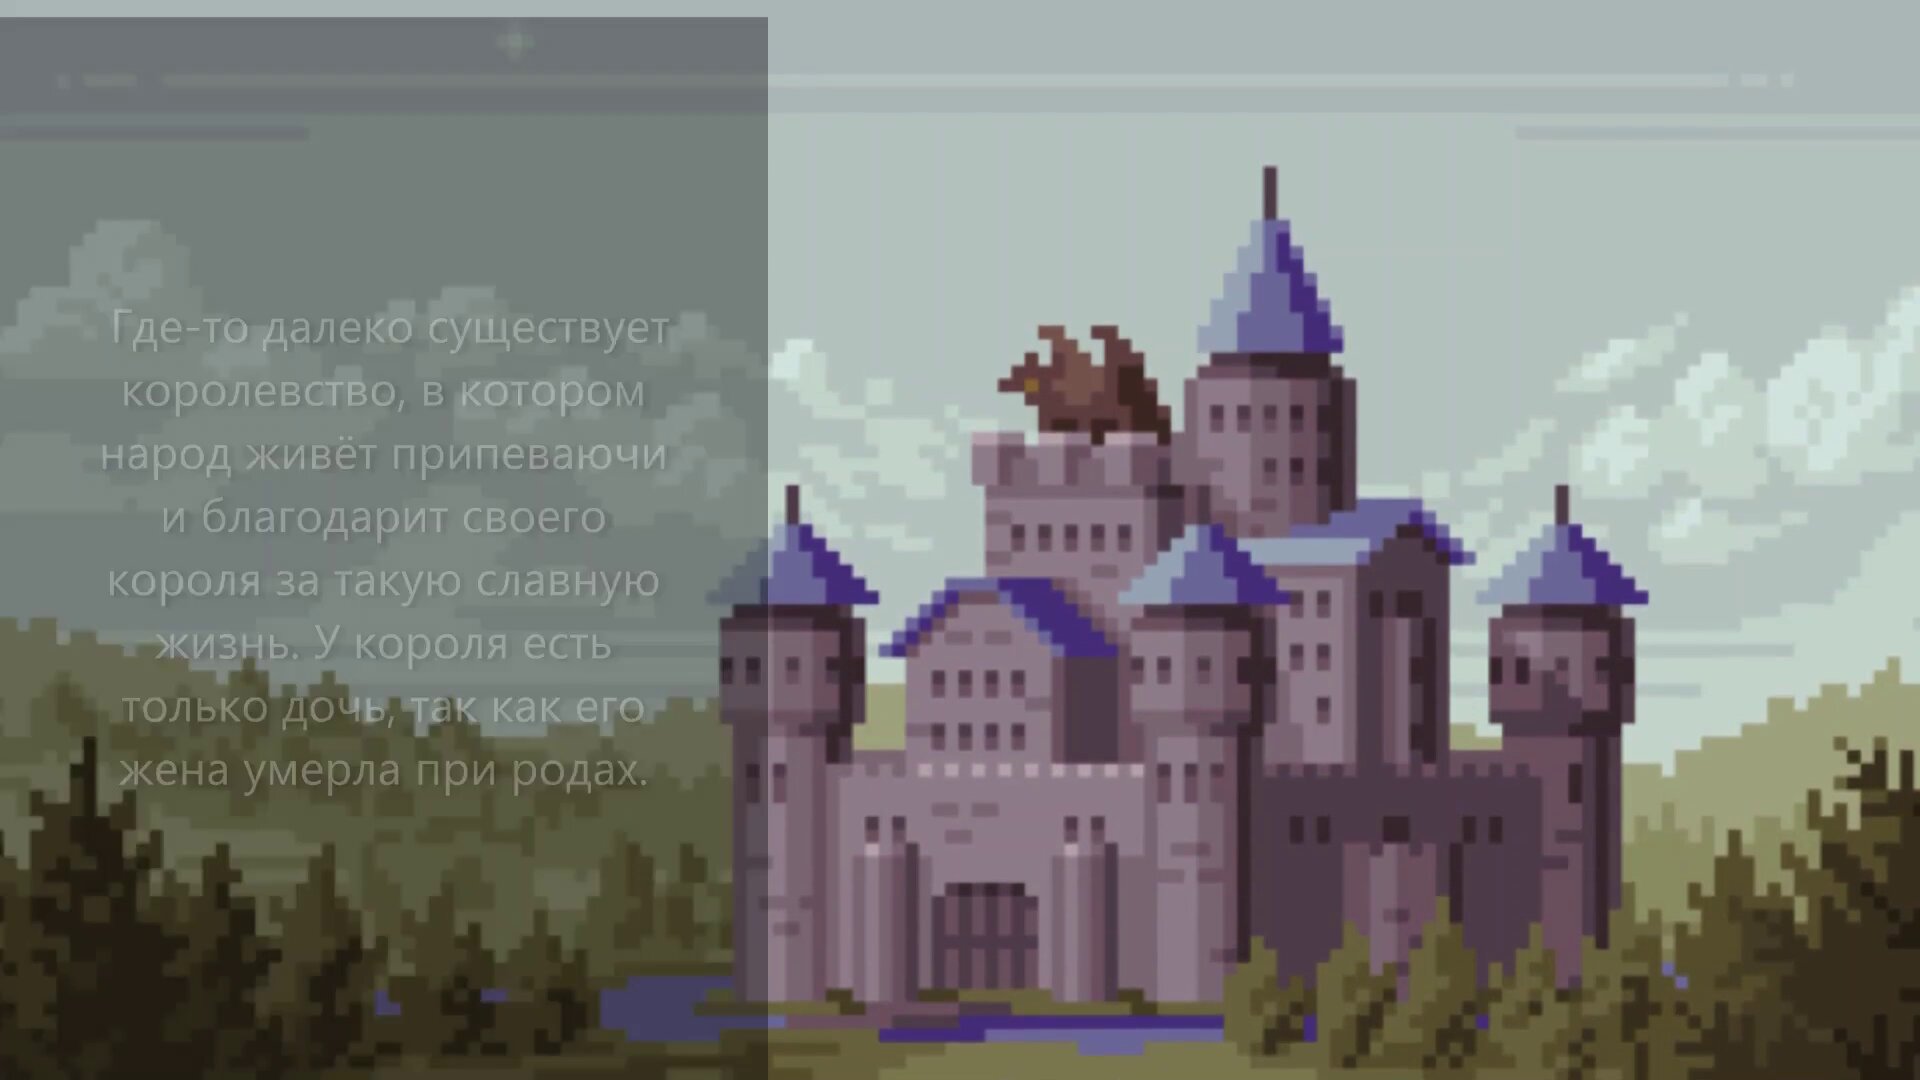 Где-то далеко существует
королевство, в котором
народ живёт припеваючи
и благодарит своего
короля за такую славную
жизнь. У короля есть
только дочь, так как его
жена умерла при родах.